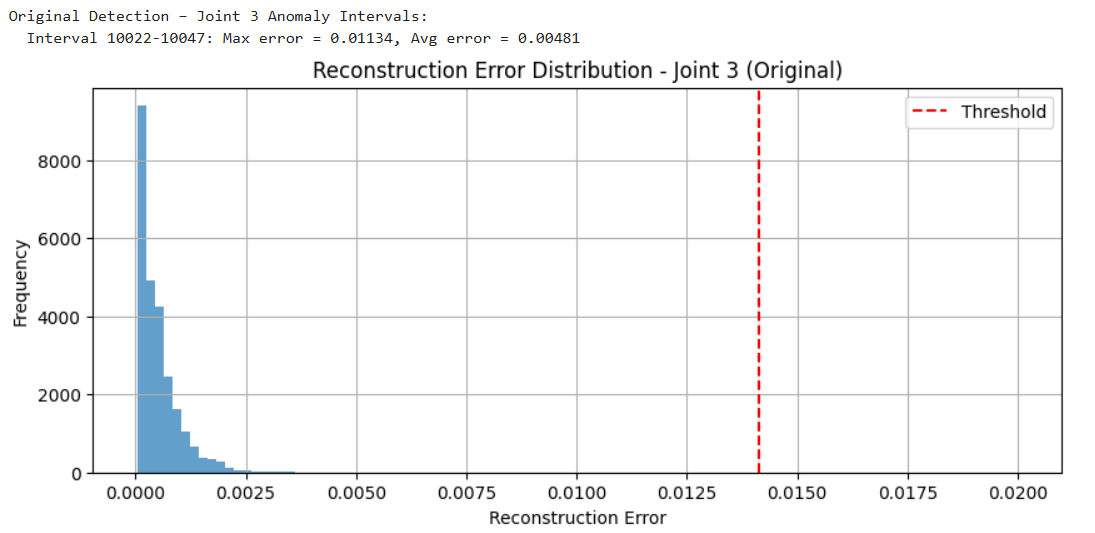 Original Detection – Joint 3 Anomaly Intervals:
Interval 10022-10047: Max error = 0.01134, Avg error = 0.00481
Reconstruction Error Distribution - Joint 3 (Original)
Threshold
8000
6000
4000
2000
0
Frequency
0.0000 0.0025 0.0050 0.0075 0.0100 0.0125 0.0150 0.0175 0.0200
Reconstruction Error